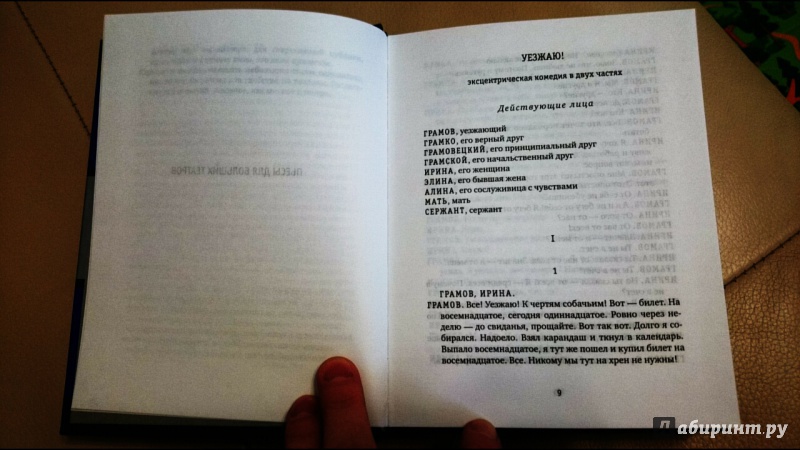 УЕЗЖАЮ!
эксцентрическая комедия в двух частях
Действующие лица
ГРАМОВ, уезжающий
ГРАМКО, его верный друг
ГРАМОВЕЦКИЙ, его принципиальный друг
ГРАМСКОЙ, его начальственный друг
ИРИНА, его женщина
ЭЛИНА, его бывшая жена
АЛИНА, его сослуживица с чувствами
МАТЬ, мать
СЕРЖАНТ, сержант
I
1
ГРАМОВ, ИРИНА.
ГРАМОВ. Все! Уезжаю! К чертям собачьим! Вот — билет. На
восемнадцатое, сегодня одиннадцатое. Ровно через не-
делю — до свиданья, прощайте. Вот так вот. Долго я со-
бирался. Надоело. Взял карандаш и ткнул в календарь.
Выпало восемнадцатое, я тут же пошел и купил билет на
восемнадцатое. Все. Никому мы тут на хрен не нужны!
9
Лабиринт.ру